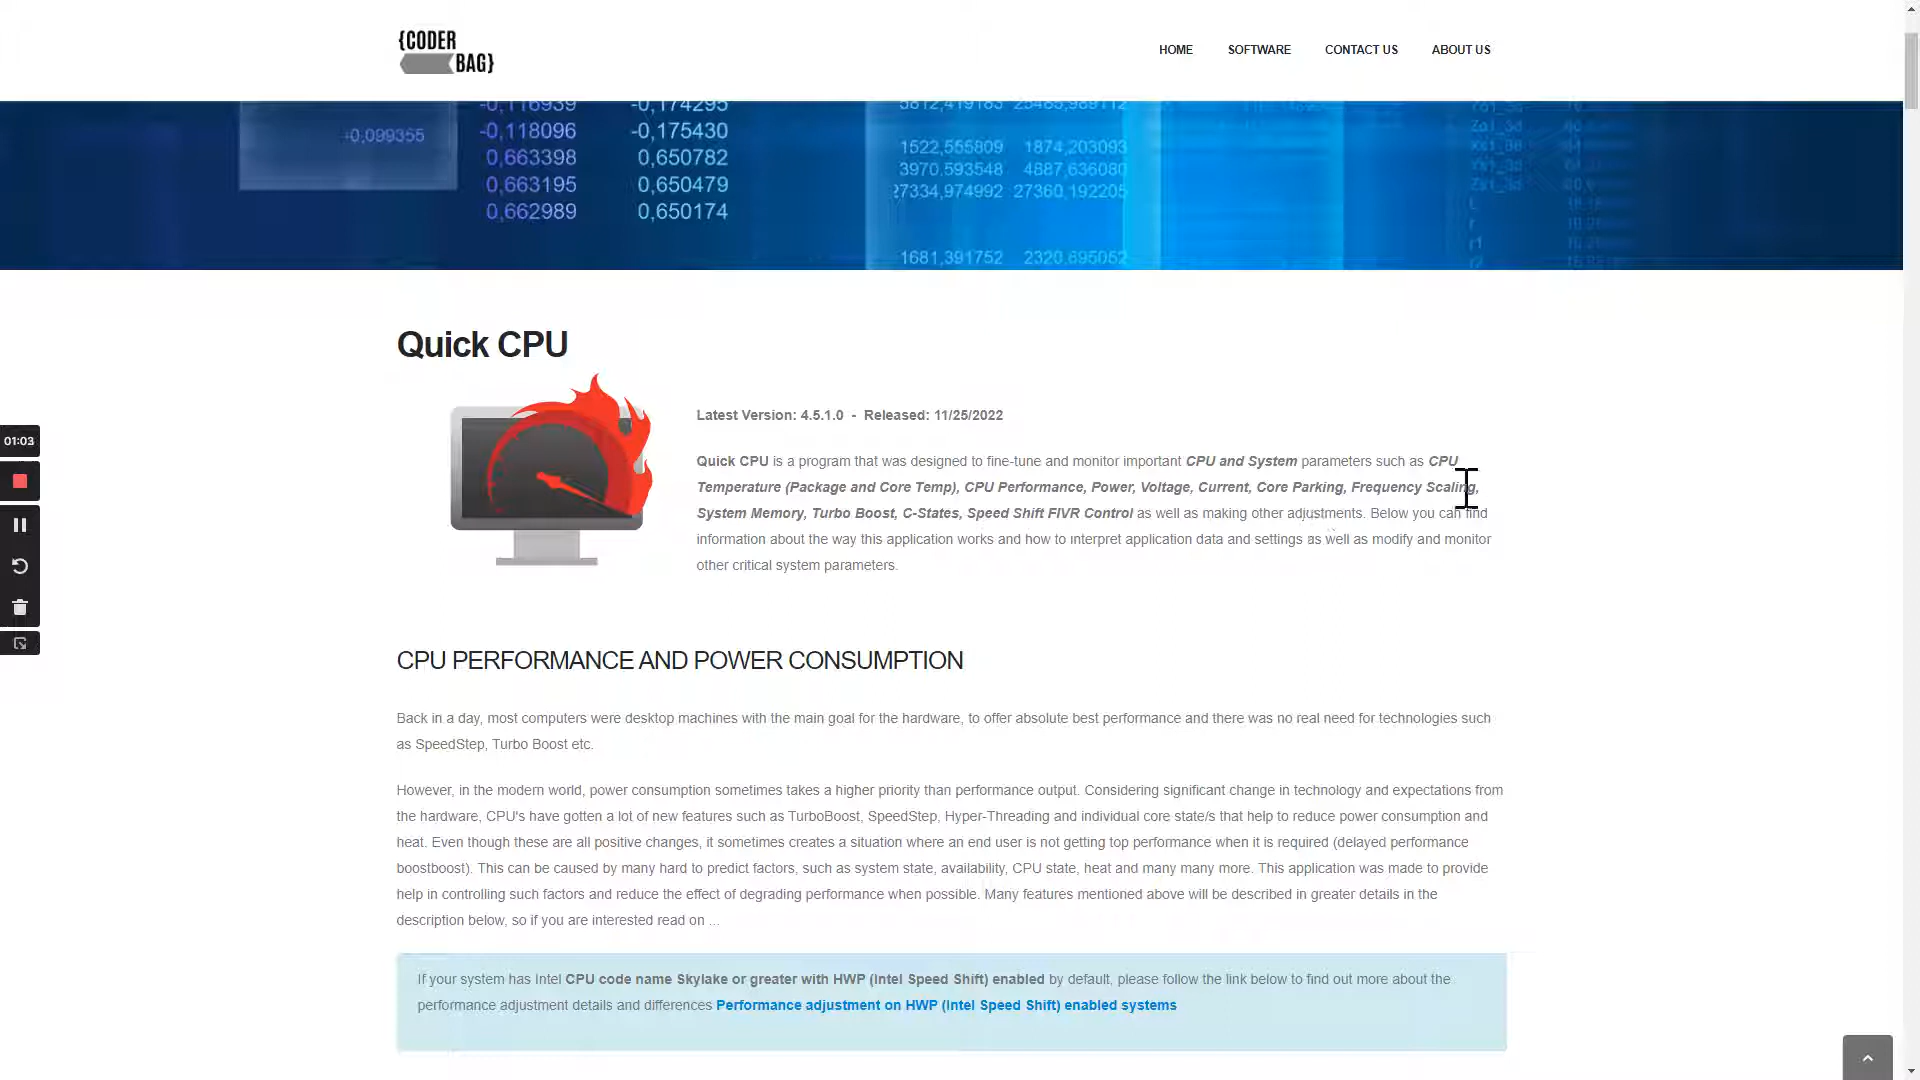 {CODER
BAG}
HOME SOFTWARE CONTACT US ABOUT US
-0,116939 -0,174295
-0,118096 -0,175430
0,663398 0,650782
0,663195 0,650479
0,662989 0,650174
-0,099355
5812,419183 25485,989112
1522,555809 1874,203093
3970.593548 4887,636080
27334,974992 27360,192205
1681,391752 2320,695052
Quick CPU
Latest Version: 4.5.1.0 - Released: 11/25/2022
Quick CPU is a program that was designed to fine-tune and monitor important CPU and System parameters such as CPU
Temperature (Package and Core Temp), CPU Performance, Power, Voltage, Current, Core Parking, Frequency Scaling,
System Memory, Turbo Boost, C-States, Speed Shift FIVR Control as well as making other adjustments. Below you can find
information about the way this application works and how to interpret application data and settings as well as modify and monitor
other critical system parameters.
01:03
CPU PERFORMANCE AND POWER CONSUMPTION
Back in a day, most computers were desktop machines with the main goal for the hardware, to offer absolute best performance and there was no real need for technologies such
as SpeedStep, Turbo Boost etc.
However, in the modern world, power consumption sometimes takes a higher priority than performance output. Considering significant change in technology and expectations from
the hardware, CPU's have gotten a lot of new features such as TurboBoost, SpeedStep, Hyper-Threading and individual core state/s that help to reduce power consumption and
heat. Even though these are all positive changes, it sometimes creates a situation where an end user is not getting top performance when it is required (delayed performance
boostboost). This can be caused by many hard to predict factors, such as system state, availability, CPU state, heat and many many more. This application was made to provide
help in controlling such factors and reduce the effect of degrading performance when possible. Many features mentioned above will be described in greater details in the
description below, so if you are interested read on ...
If your system has Intel CPU code name Skylake or greater with HWP (Intel Speed Shift) enabled by default, please follow the link below to find out more about the
performance adjustment details and differences Performance adjustment on HWP (Intel Speed Shift) enabled systems